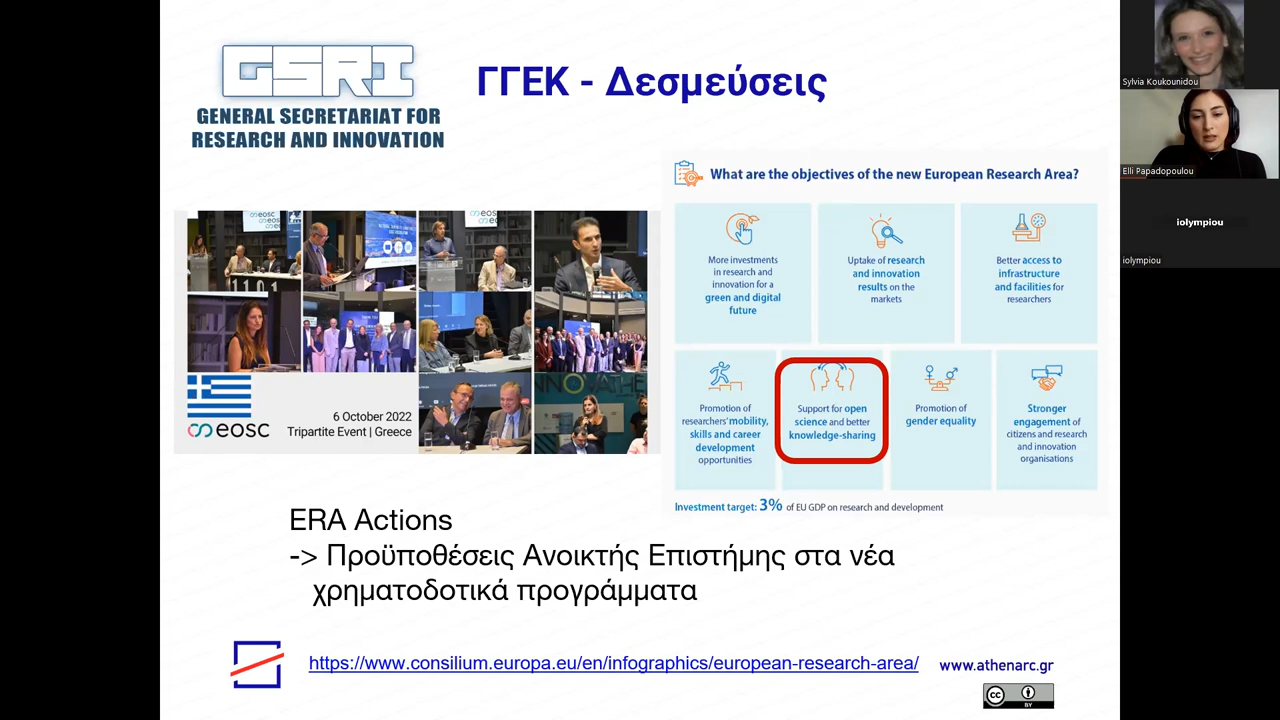 GSRI
GENERAL SECRETARIAT FOR
RESEARCH AND INNOVATION
ΓΓΕΚ - Δεσμεύσεις
What are the objectives of the new European Research Area?
More investments
in research and
innovation for a
green and digital
future
Uptake of research
and innovation
results on the
markets
Better access to
infrastructure
and facilities for
researchers
Promotion of
researchers' mobility,
skills and career
development
opportunities
Support for open
science and better
knowledge-sharing
Promotion of
gender equality
Stronger
engagement of
citizens and research
and innovation
organisations
Investment target: 3% of EU GDP on research and development
eosc
eosc
1101
INNOVATHE
eosc
6 October 2022
Tripartite Event | Greece
ERA Actions
-> Προϋποθέσεις Ανοικτής Επιστήμης στα νέα
χρηματοδοτικά προγράμματα
https://www.consilium.europa.eu/en/infographics/european-research-area/
www.athenarc.gr
cc
BY
Sylvia Koukounidou
Elli Papadopoulou
iolympiou
iolympiou